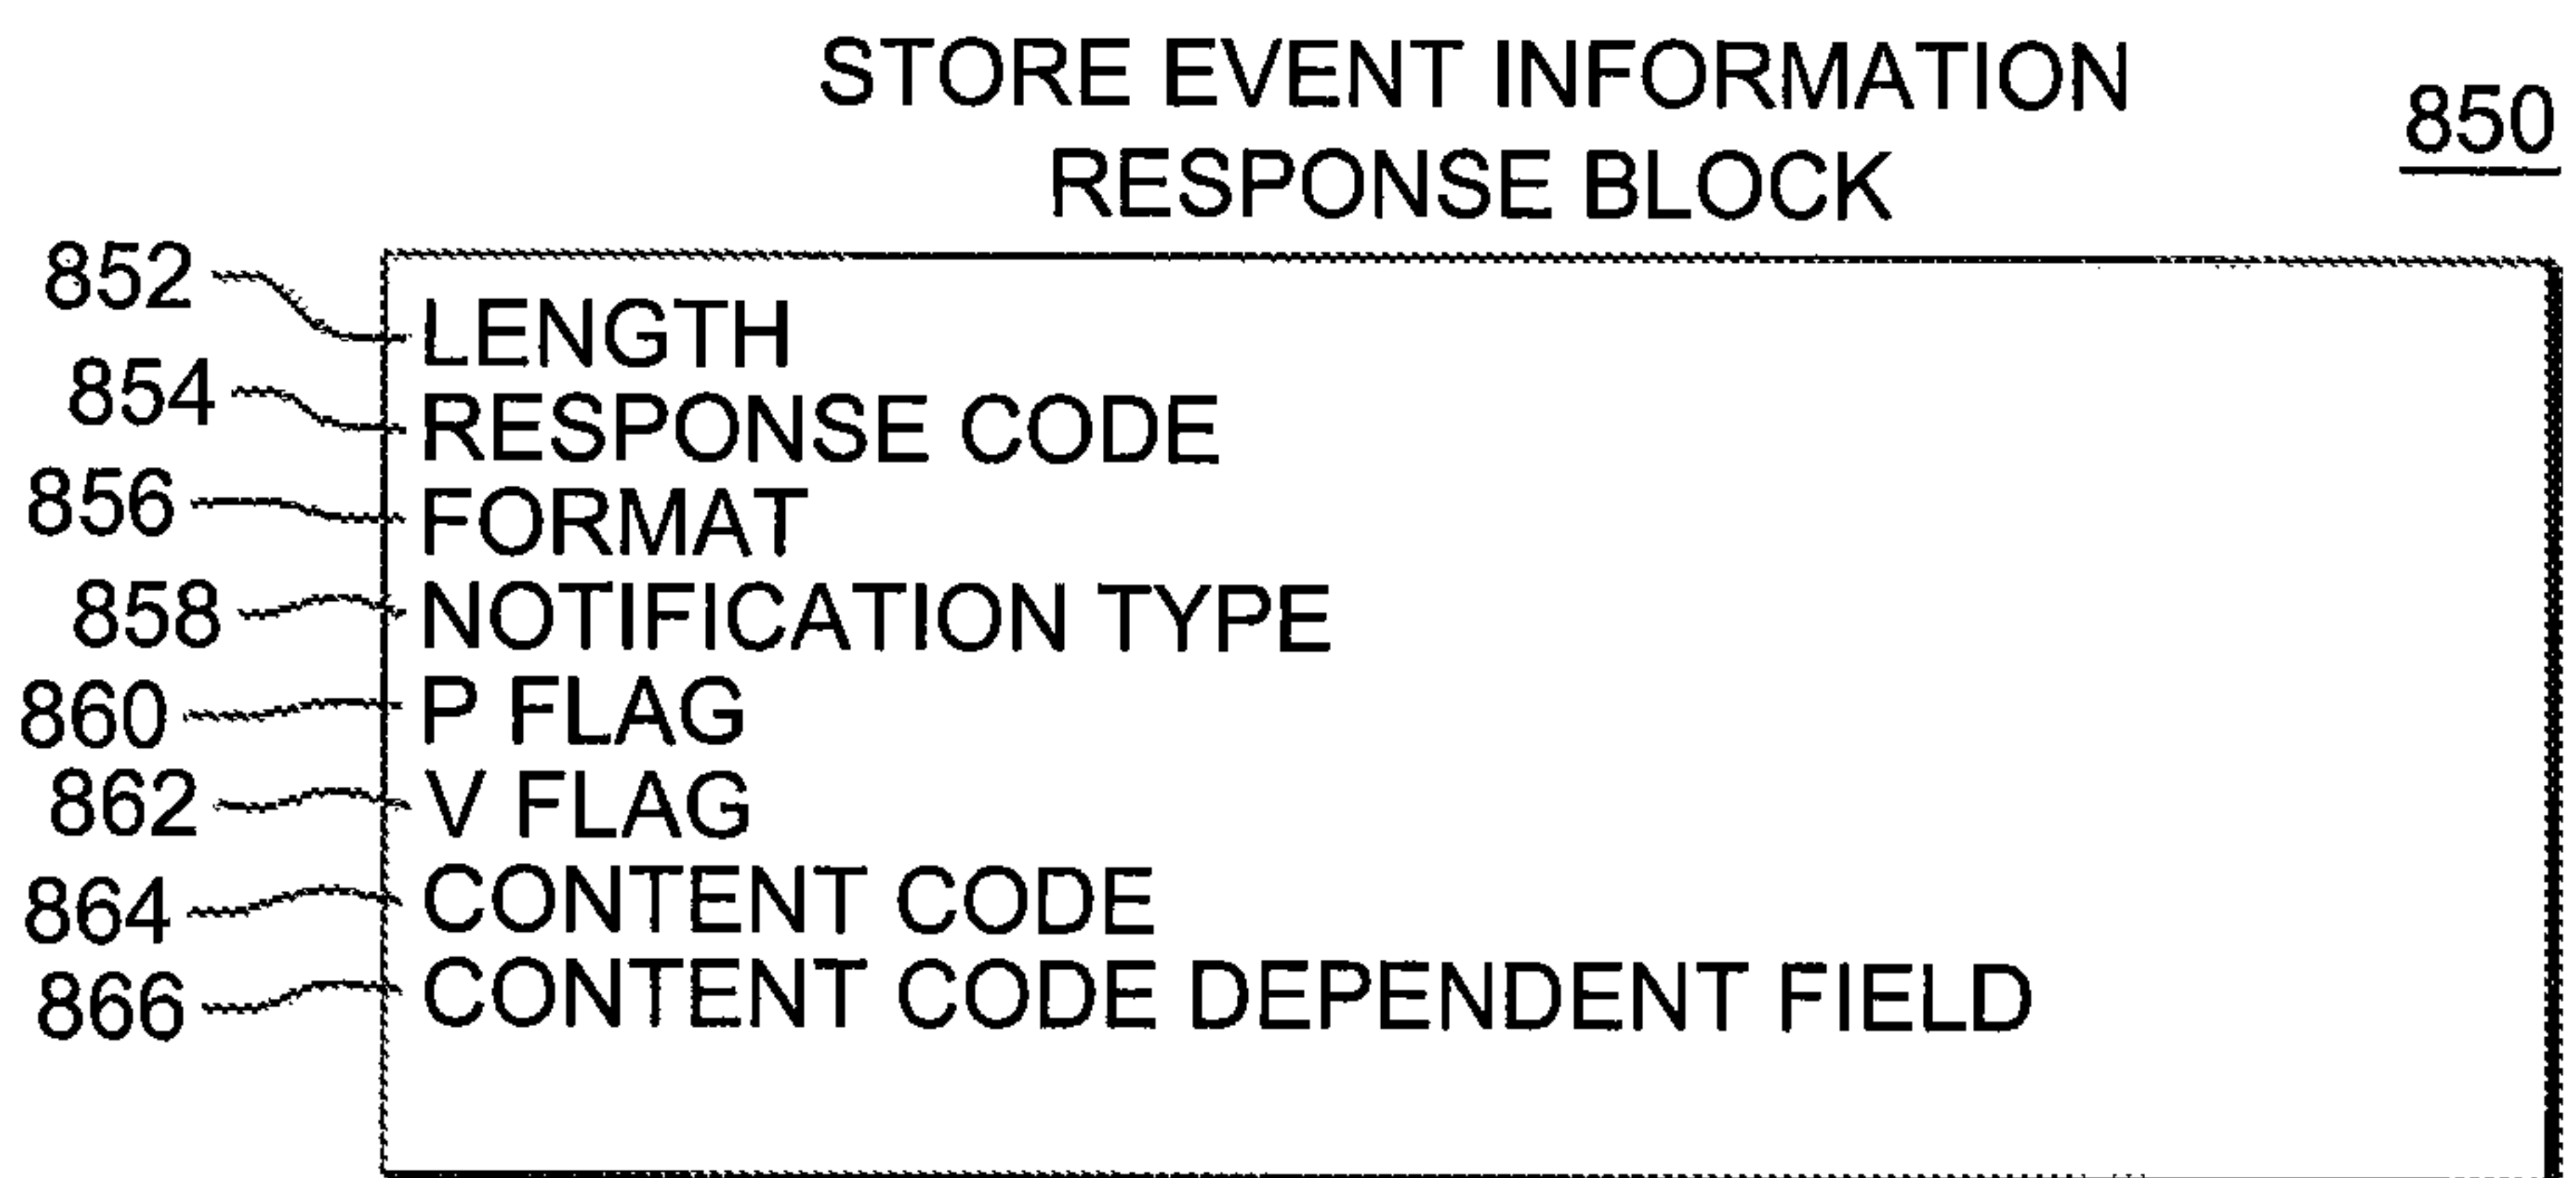 STORE EVENT INFORMATION
RESPONSE BLOCK
850
852 LENGTH
854 RESPONSE CODE
856 FORMAT
858 NOTIFICATION TYPE
860 P FLAG
862 V FLAG
864 CONTENT CODE
866 CONTENT CODE DEPENDENT FIELD